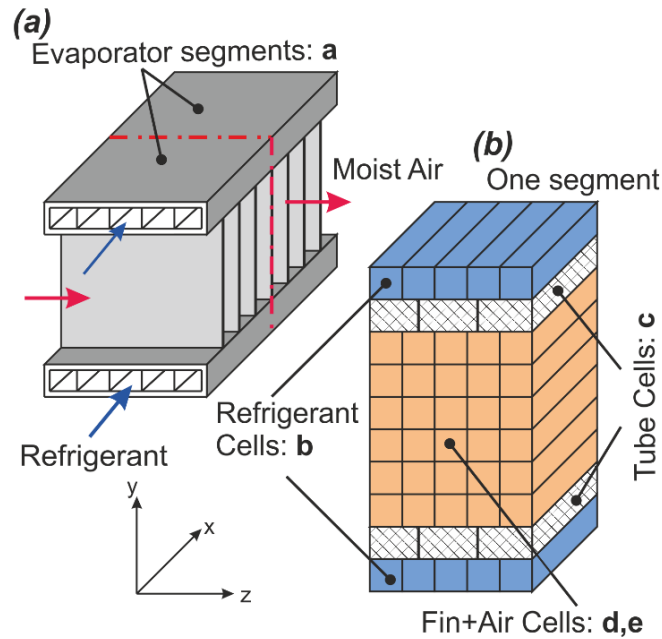 (a)
Evaporator segments: a
(b)
Moist Air
One segment
Refrigerant
Cells: b
Tube Cells: c
Refrigerant
y
x
z
Fin+Air Cells: d,e